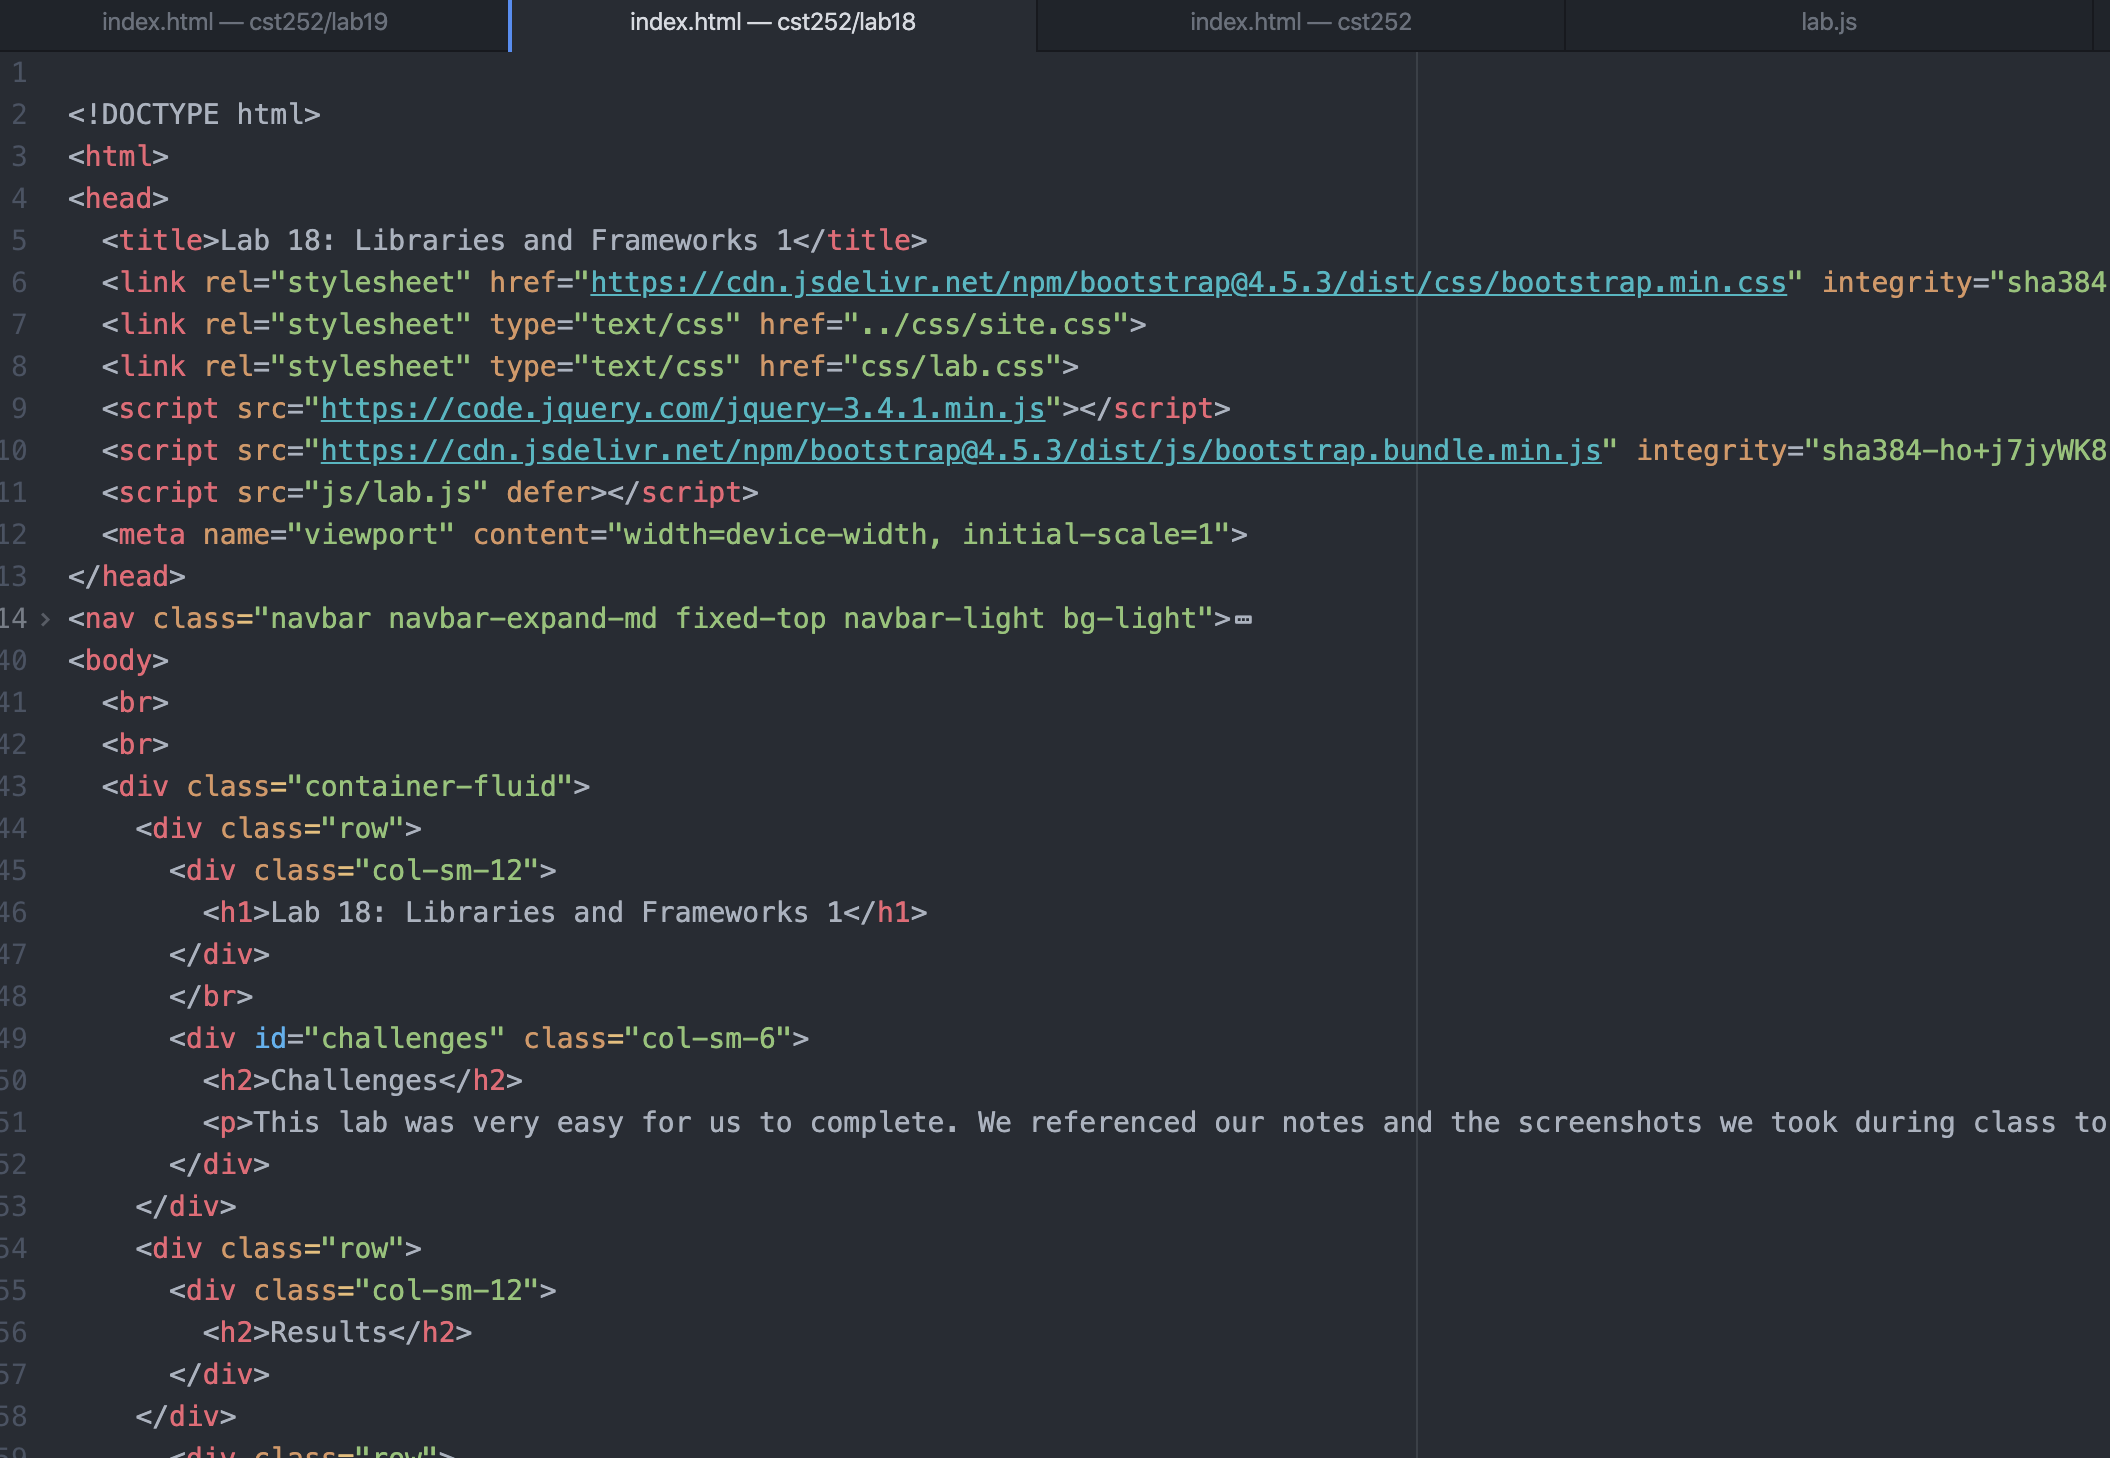 index.html — cst252/lab19 index.html — cst252/lab18 index.html — cst252 lab.js
1
2 <!DOCTYPE html>
3 <html>
4 <head>
5 <title>Lab 18: Libraries and Frameworks 1</title>
6 <link rel="stylesheet" href="https://cdn.jsdelivr.net/npm/bootstrap@4.5.3/dist/css/bootstrap.min.css" integrity="sha384
7 <link rel="stylesheet" type="text/css" href="../css/site.css">
8 <link rel="stylesheet" type="text/css" href="css/lab.css">
9 <script src="https://code.jquery.com/jquery-3.4.1.min.js"></script>
10 <script src="https://cdn.jsdelivr.net/npm/bootstrap@4.5.3/dist/js/bootstrap.bundle.min.js" integrity="sha384-ho+j7jyWK8
11 <script src="js/lab.js" defer></script>
12 <meta name="viewport" content="width=device-width, initial-scale=1">
13 </head>
14 <nav class="navbar navbar-expand-md fixed-top navbar-light bg-light">
40 <body>
41 <br>
42 <br>
43 <div class="container-fluid">
44 <div class="row">
45 <div class="col-sm-12">
46 <h1>Lab 18: Libraries and Frameworks 1</h1>
47 </div>
48 </br>
49 <div id="challenges" class="col-sm-6">
50 <h2>Challenges</h2>
51 <p>This lab was very easy for us to complete. We referenced our notes and the screenshots we took during class to
52 </div>
53 </div>
54 <div class="row">
55 <div class="col-sm-12">
56 <h2>Results</h2>
57 </div>
58 </div>
59 <div class="row">